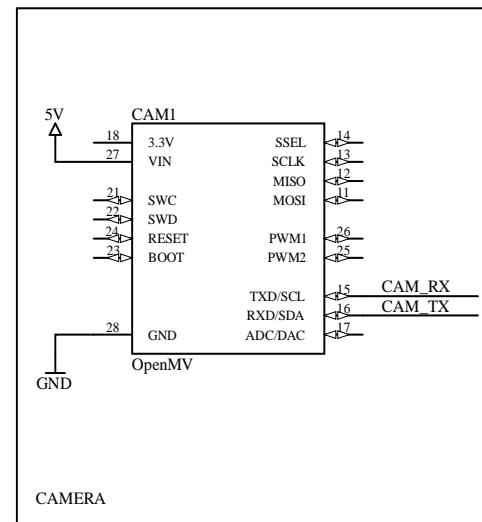 5V
CAM1
18 3.3V SSEL 14
27 VIN SCLK 13
MISO 12
21 SWC MOSI 11
22 SWD
24 RESET PWM1 26
23 BOOT PWM2 25
TXD/SCL 15 CAM_RX
RXD/SDA 16 CAM_TX
28 GND ADC/DAC 17
OpenMV
GND
CAMERA